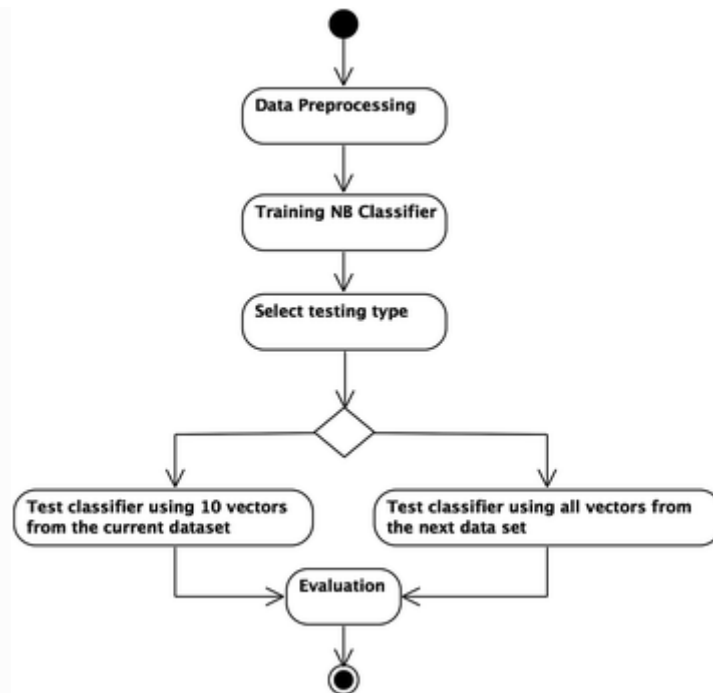 Data Preprocessing
Training NB Classifier
Select testing type
Test classifier using 10 vectors
from the current dataset
Test classifier using all vectors from
the next data set
Evaluation